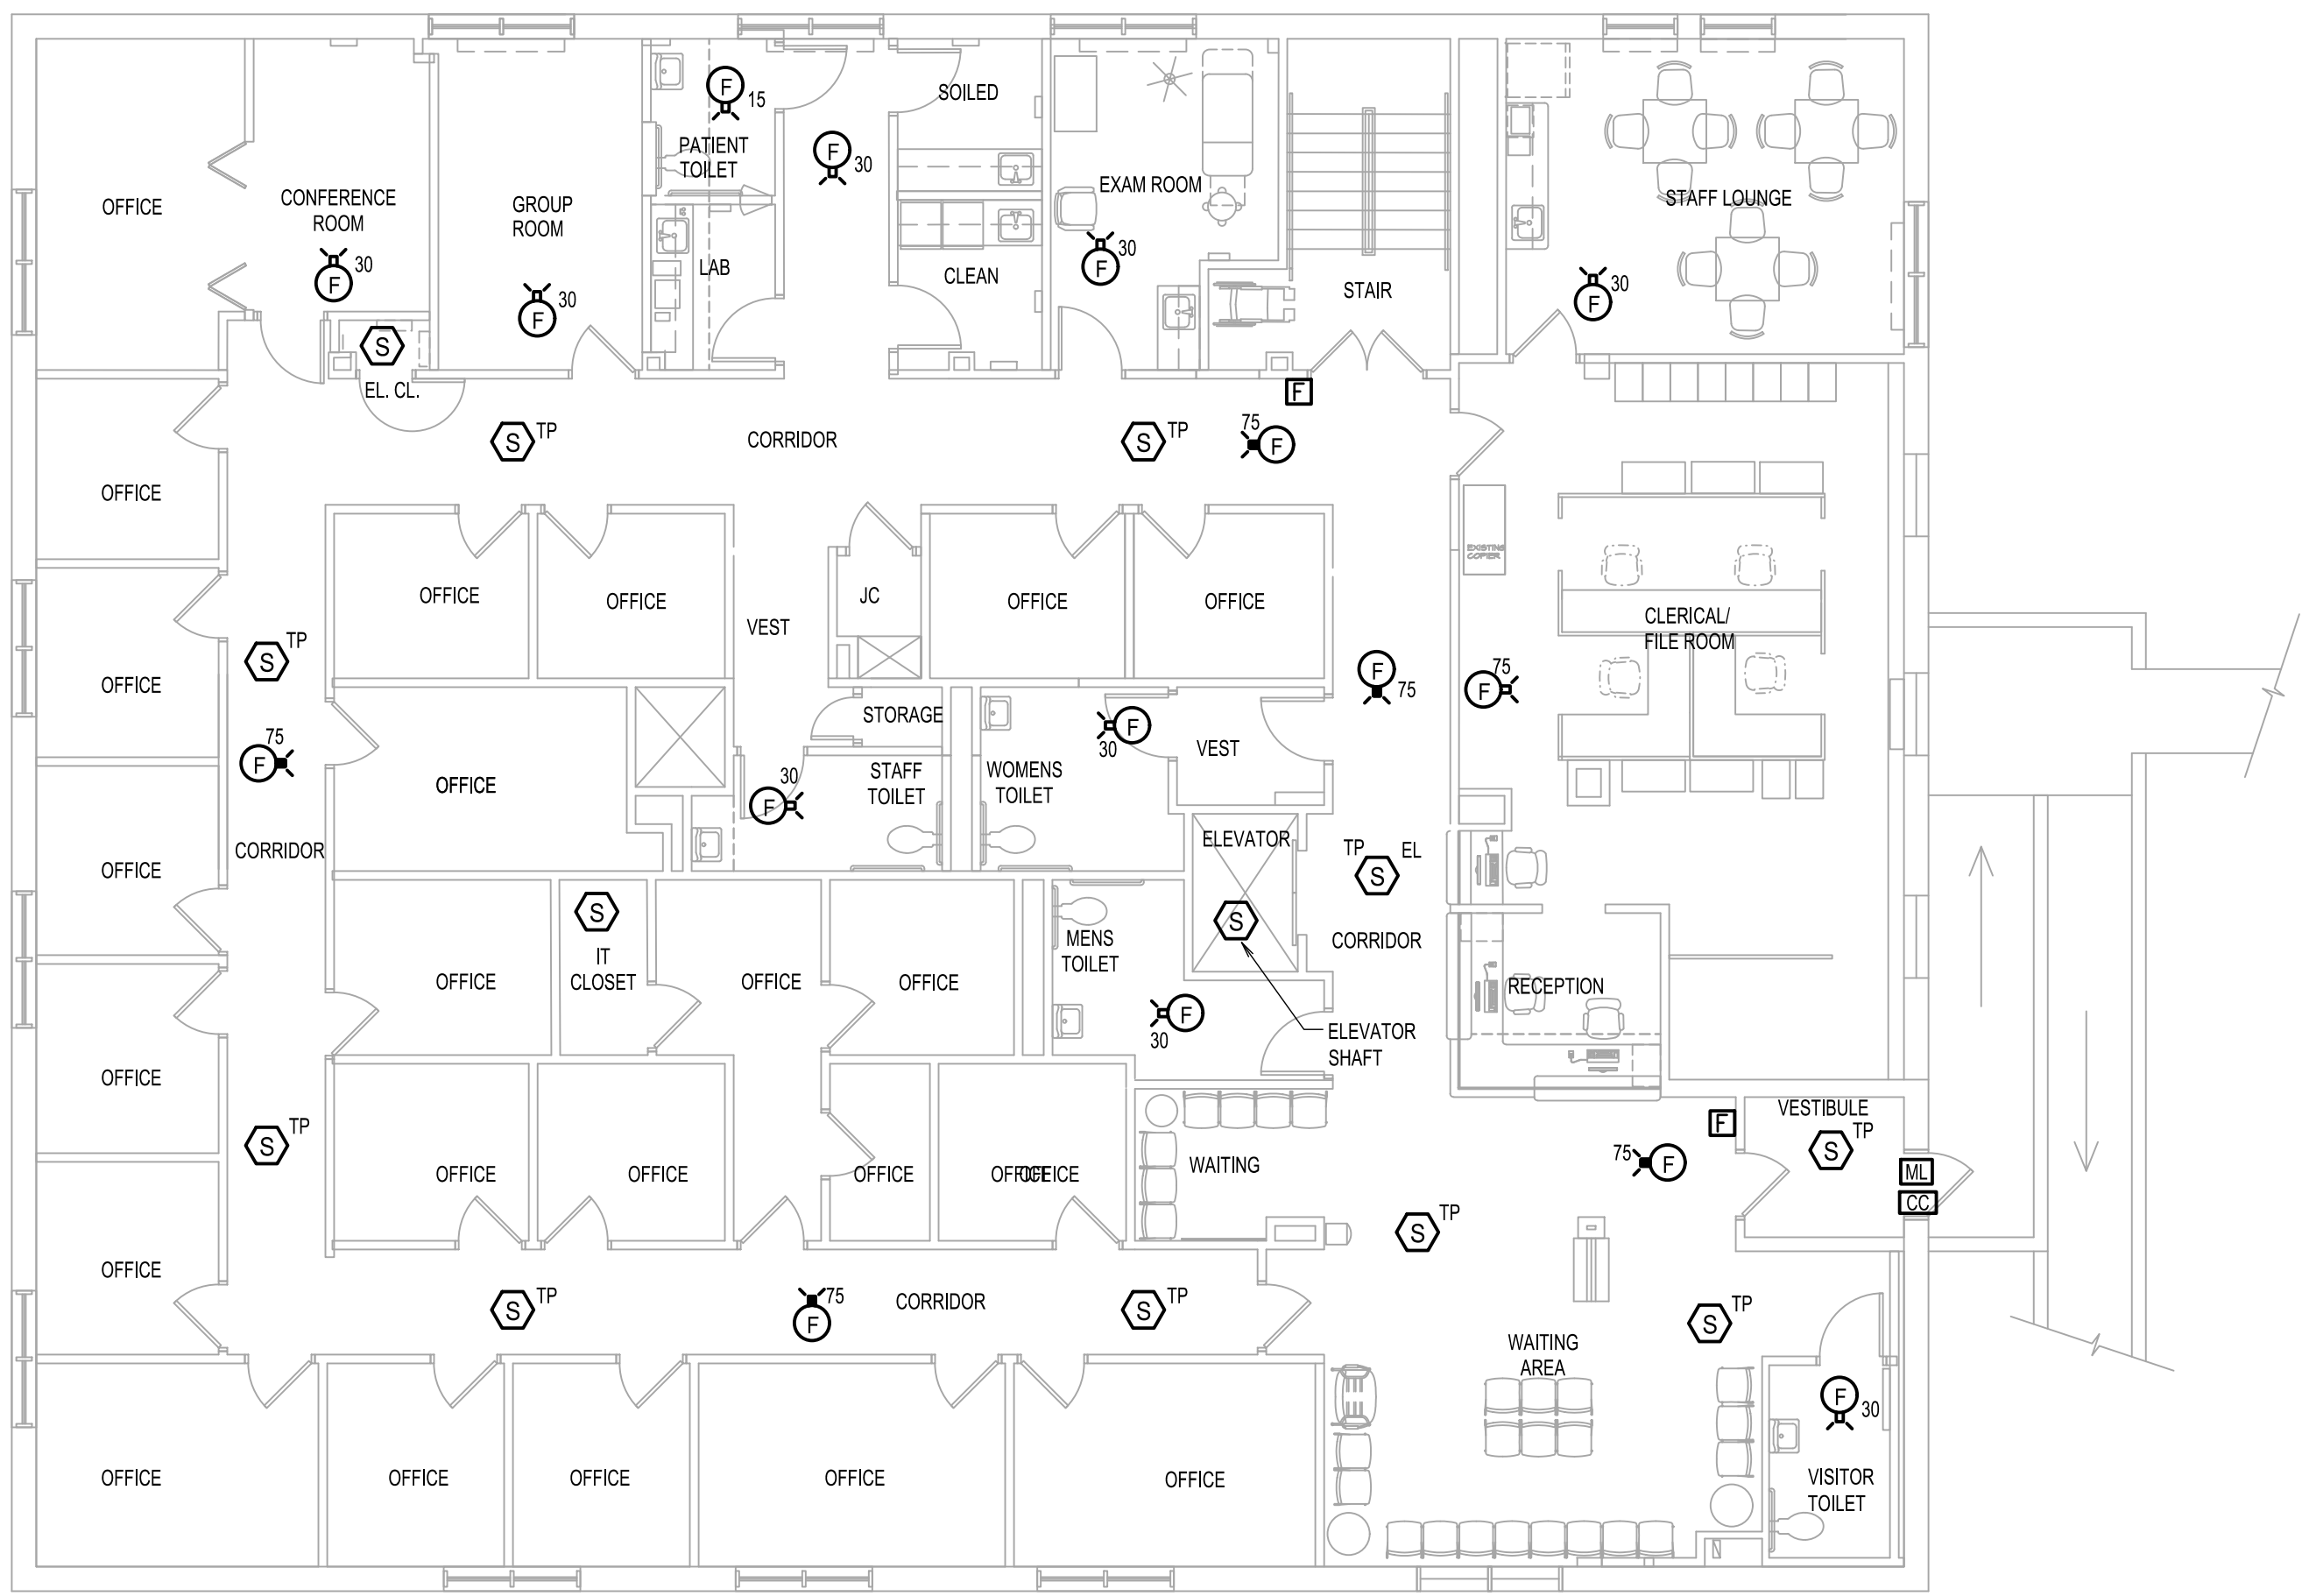 F
15
SOILED
F
30
PATIENT
TOILET
EXAM ROOM
OFFICE
CONFERENCE
ROOM
GROUP
ROOM
STAFF LOUNGE
F
30
F
30
LAB
CLEAN
F
30
STAIR
F
30
S
EL. CL.
F
S
TP
CORRIDOR
S
TP
75
F
OFFICE
EXISTING
COPIER
OFFICE
OFFICE
VEST
JC
OFFICE
OFFICE
CLERICAL/
FILE ROOM
S
TP
OFFICE
F
75
75
F
STORAGE
F
30
VEST
75
F
OFFICE
30
F
STAFF
TOILET
WOMENS
TOILET
ELEVATOR
CORRIDOR
OFFICE
TP
EL
S
S
IT
CLOSET
OFFICE
OFFICE
OFFICE
MENS
TOILET
S
CORRIDOR
RECEPTION
F
30
ELEVATOR
SHAFT
OFFICE
F
VESTIBULE
S
TP
S
TP
OFFICE
OFFICE
OFFICE
OFFICE
OFFICE
WAITING
75
F
ML
CC
S
TP
OFFICE
S
TP
F
75
CORRIDOR
S
TP
S
TP
WAITING
AREA
F
30
OFFICE
OFFICE
OFFICE
OFFICE
OFFICE
VISITOR
TOILET